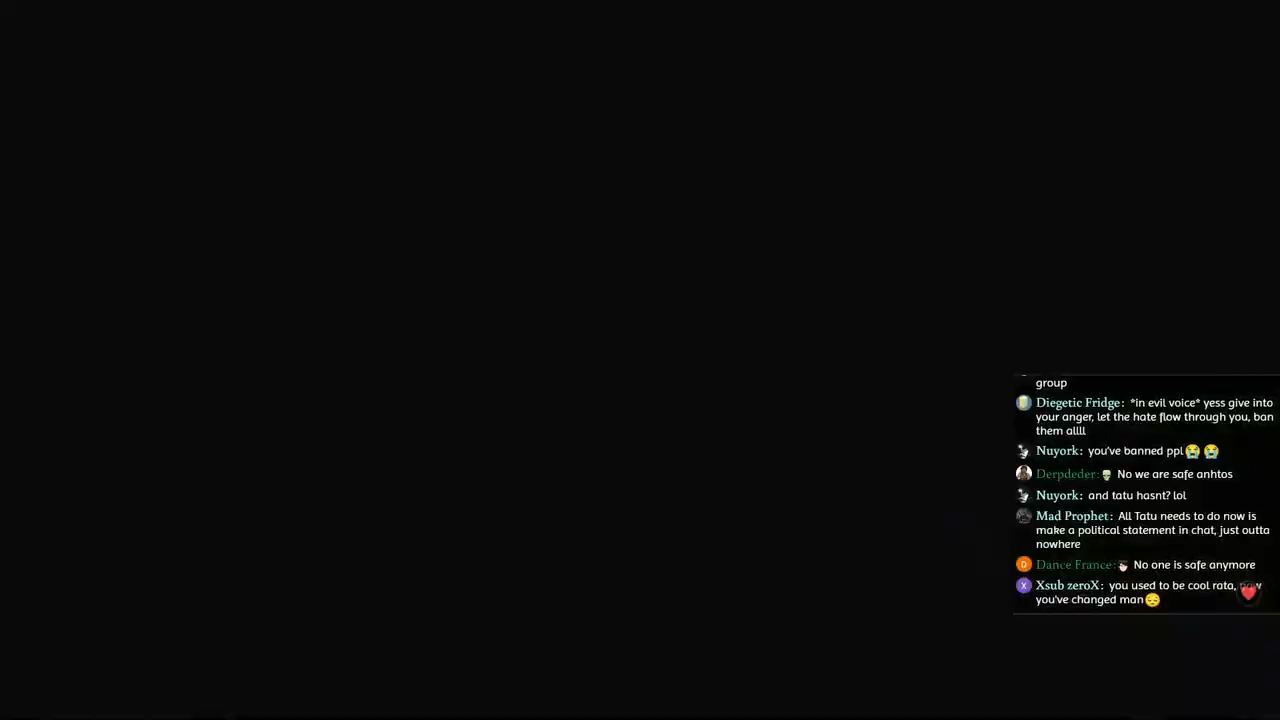 group
Diegetic Fridge: *in evil voice* yess give into
your anger, let the hate flow through you, ban
them allll
Nuyork: you've banned ppl😭😭
Derpdeder: No we are safe anhtos
Nuyork: and tatu hasnt? lol
Mad Prophet: All Tatu needs to do now is
make a political statement in chat, just outta
nowhere
D Dance France: No one is safe anymore
X Xsub zeroX: you used to be cool rata,
you've changed man😔